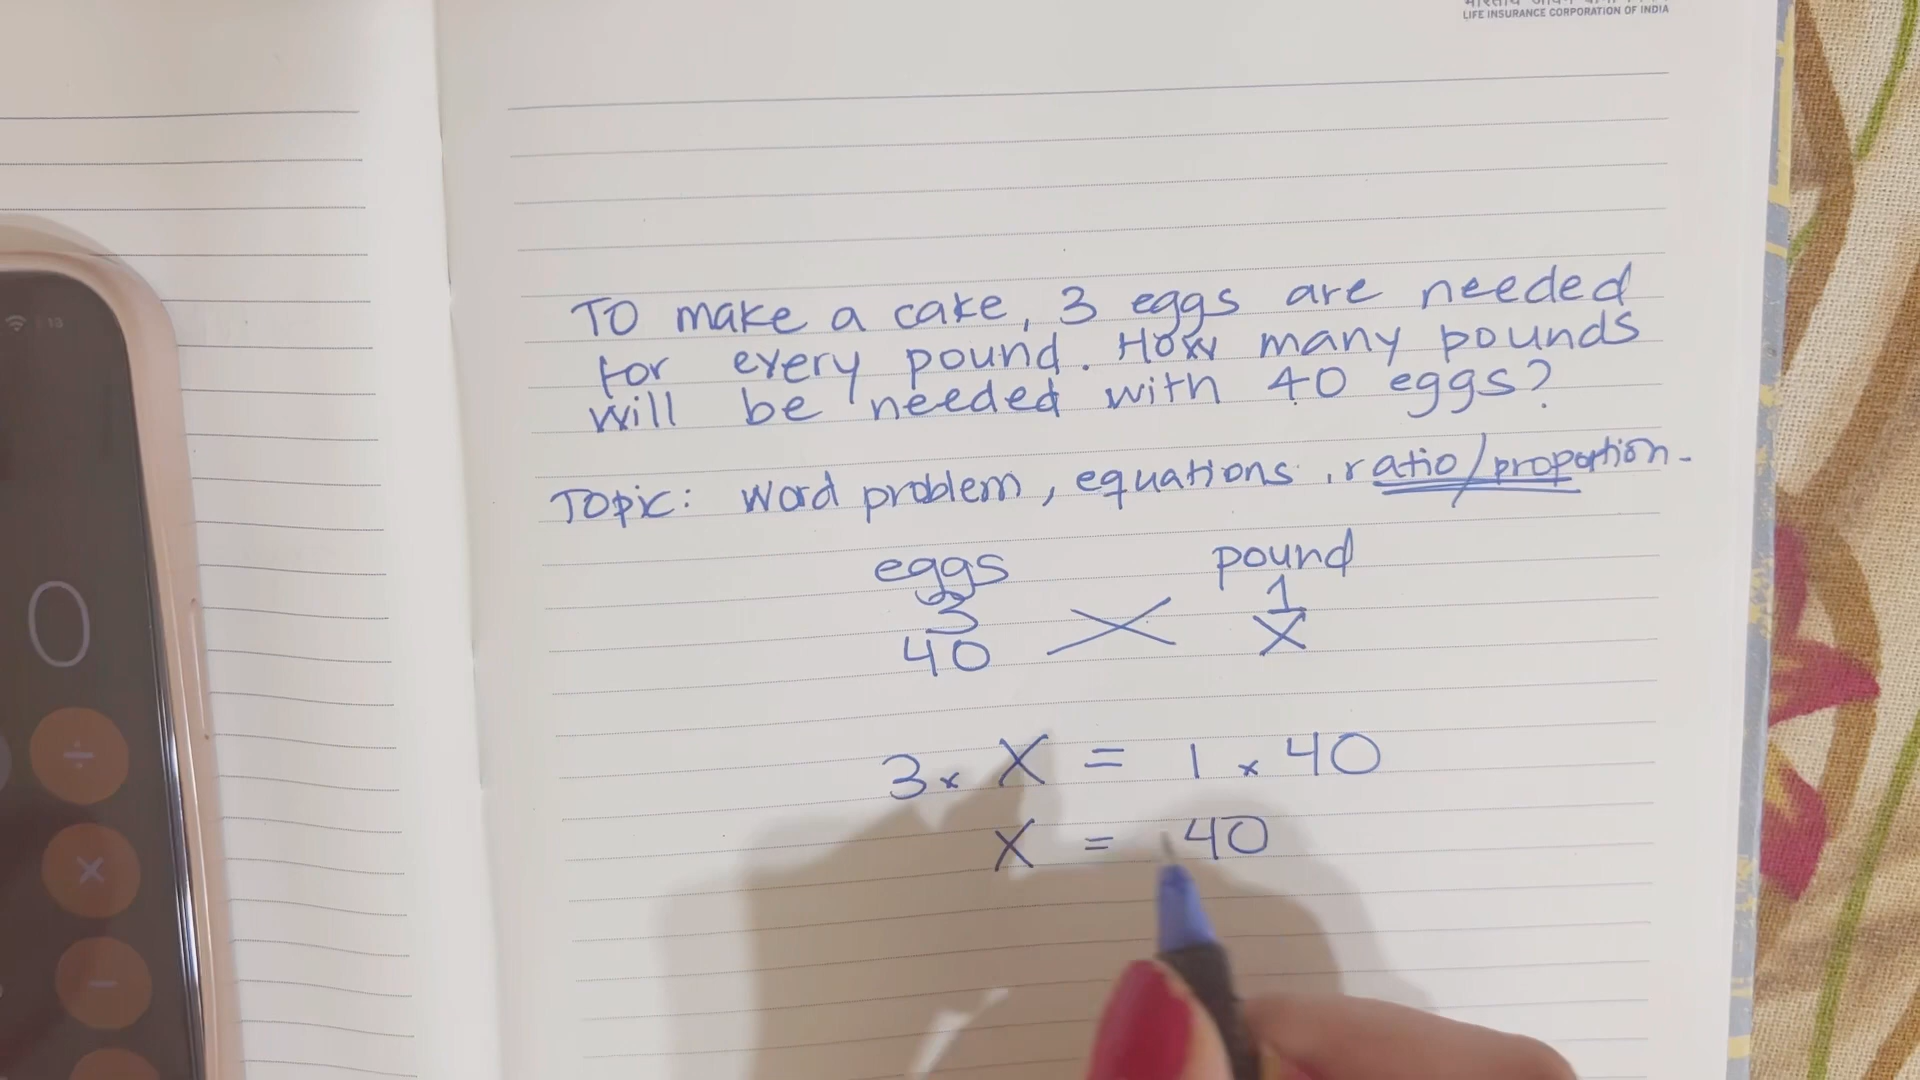 LIFE INSURANCE CORPORATION OF INDIA
To make a cake, 3 eggs are needed
for every pound. How many pounds
will be needed with 40 eggs?
Topic: Word problem, equations, ratio/proportion.
eggs pound
3 1
40 X
3 x X = 1 x 40
X = 40
0
÷
×
−